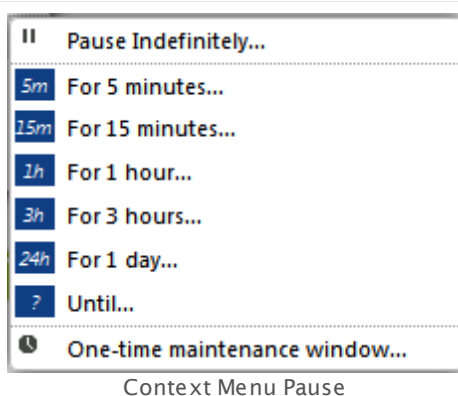 Pause Indefinitely...
5m For 5 minutes...
15m For 15 minutes...
1h For 1 hour...
3h For 3 hours...
24h For 1 day...
? Until...
One-time maintenance window...
Context Menu Pause